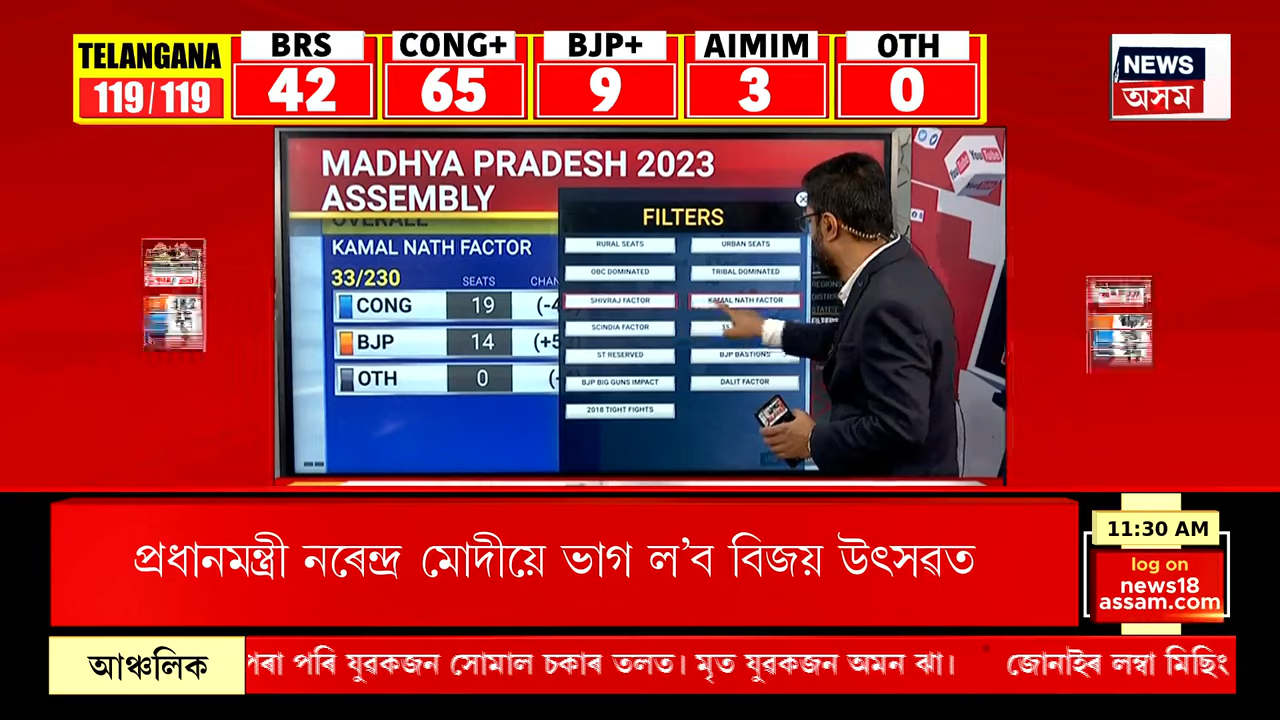 TELANGANA
119/119
BRS
42
CONG+
65
BJP+
9
AIMIM
3
OTH
0
NEWS
অসম
MADHYA PRADESH 2023
ASSEMBLY
OVERALL
KAMAL NATH FACTOR
33/230
SEATS
CONG 19
BJP 14
OTH 0
FILTERS
RURAL SEATS
URBAN SEATS
OBC DOMINATED
TRIBAL DOMINATED
SHIVRAJ FACTOR
KAMAL NATH FACTOR
SCINDIA FACTOR
ST RESERVED
BJP BASTIONS
BJP BIG GUNS IMPACT
DALIT FACTOR
2018 TIGHT FIGHTS
YouTube
প্ৰধানমন্ত্ৰী নৰেন্দ্ৰ মোদীয়ে ভাগ ল'ব বিজয় উৎসৱত
11:30 AM
log on
news18
assam.com
আঞ্চলিক
পৰা পৰি যুৱকজন সোমাল চকাৰ তলত। মৃত যুৱকজন অমন ঝা। জোনাইৰ লম্বা মিছিং